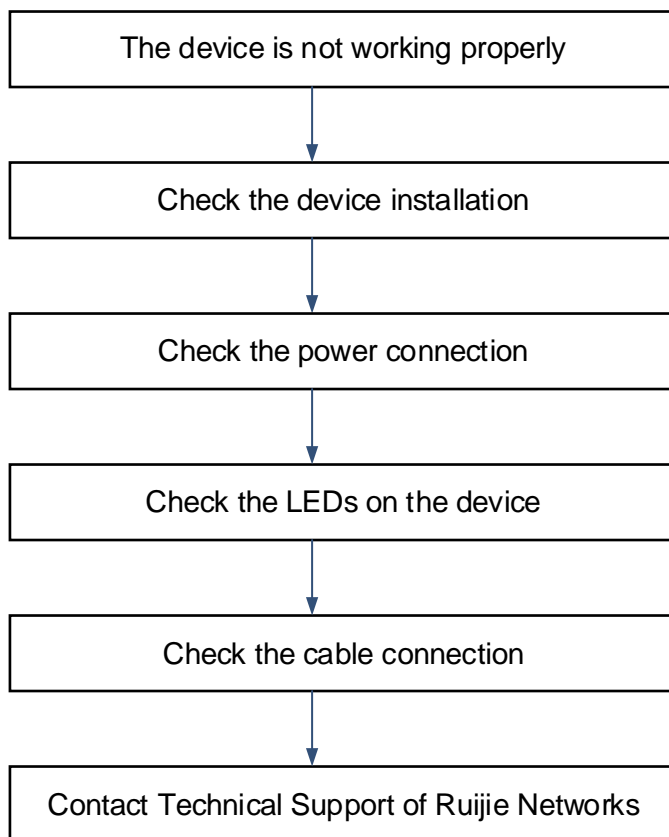 The device is not working properly
Check the device installation
Check the power connection
Check the LEDs on the device
Check the cable connection
Contact Technical Support of Ruijie Networks